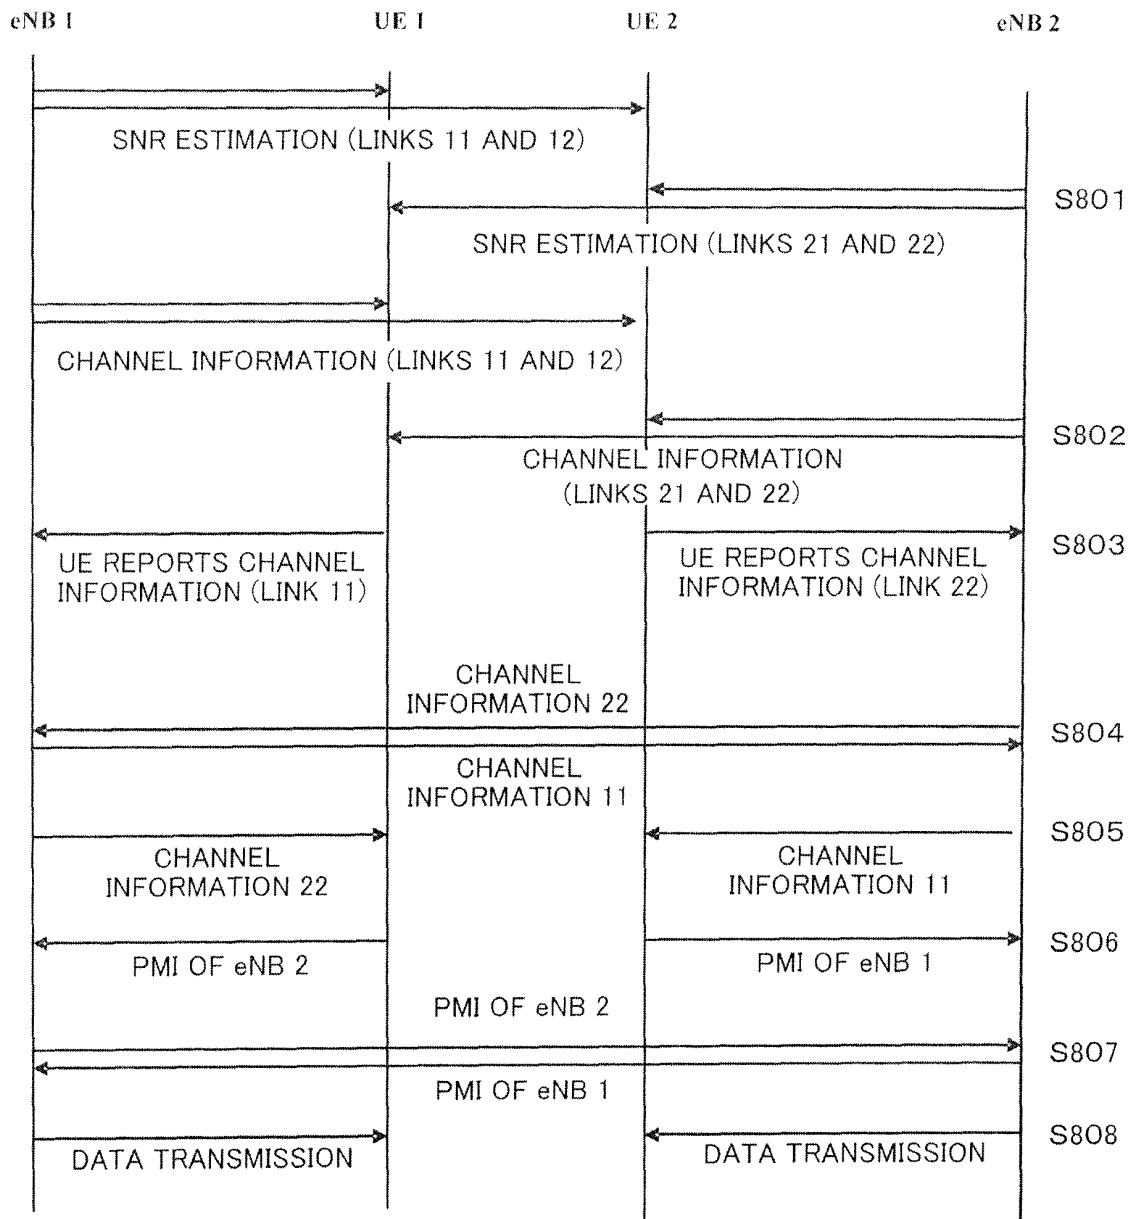 eNB 1
UE 1
UE 2
eNB 2
SNR ESTIMATION (LINKS 11 AND 12)
S801
SNR ESTIMATION (LINKS 21 AND 22)
CHANNEL INFORMATION (LINKS 11 AND 12)
S802
CHANNEL INFORMATION
(LINKS 21 AND 22)
S803
UE REPORTS CHANNEL
INFORMATION (LINK 11)
UE REPORTS CHANNEL
INFORMATION (LINK 22)
CHANNEL
INFORMATION 22
S804
CHANNEL
INFORMATION 11
S805
CHANNEL
INFORMATION 22
CHANNEL
INFORMATION 11
S806
PMI OF eNB 2
PMI OF eNB 1
PMI OF eNB 2
S807
PMI OF eNB 1
S808
DATA TRANSMISSION
DATA TRANSMISSION